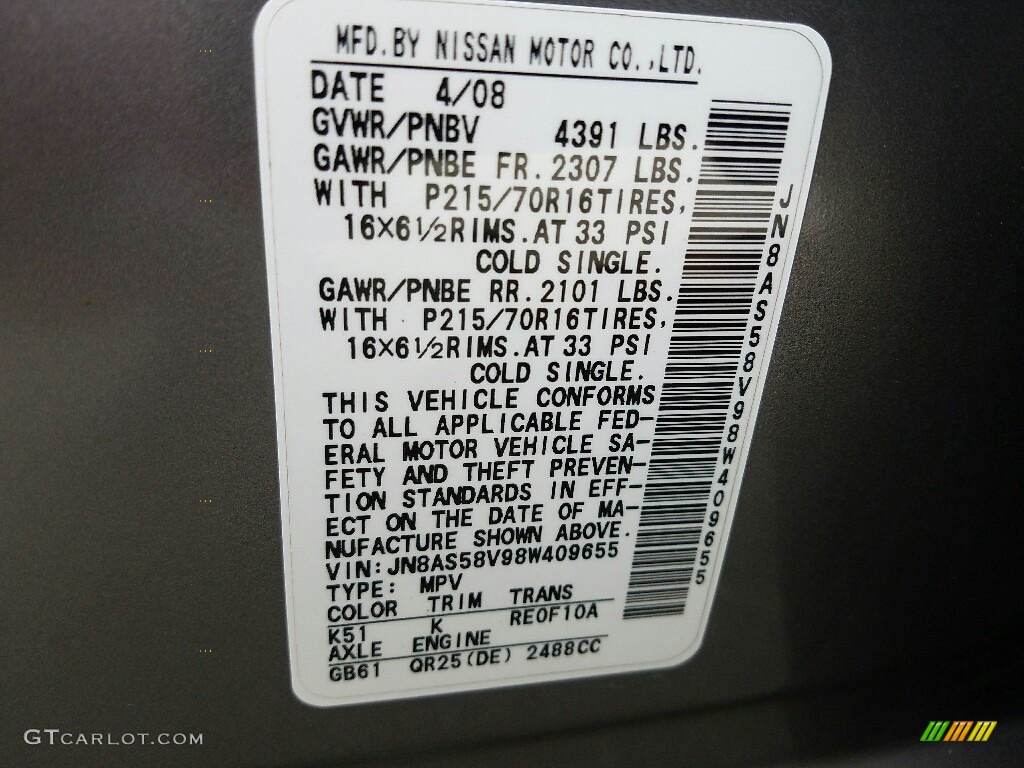 MFD.BY NISSAN MOTOR CO.,LTD.
DATE 4/08
GVWR/PNBV 4391 LBS.
GAWR/PNBE FR.2307 LBS.
WITH P215/70R16TIRES,
16×6½RIMS.AT 33 PSI
COLD SINGLE.
GAWR/PNBE RR.2101 LBS.
WITH P215/70R16TIRES,
16×6½RIMS.AT 33 PSI
COLD SINGLE.
THIS VEHICLE CONFORMS
TO ALL APPLICABLE FED-
ERAL MOTOR VEHICLE SA-
FETY AND THEFT PREVEN-
TION STANDARDS IN EFF-
ECT ON THE DATE OF MA-
NUFACTURE SHOWN ABOVE.
VIN:JN8AS58V98W409655
TYPE: MPV
COLOR TRIM TRANS
K51 K RE0F10A
AXLE ENGINE
GB61 QR25(DE) 2488CC
JN8AS58V98W409655
GTCARLOT.COM